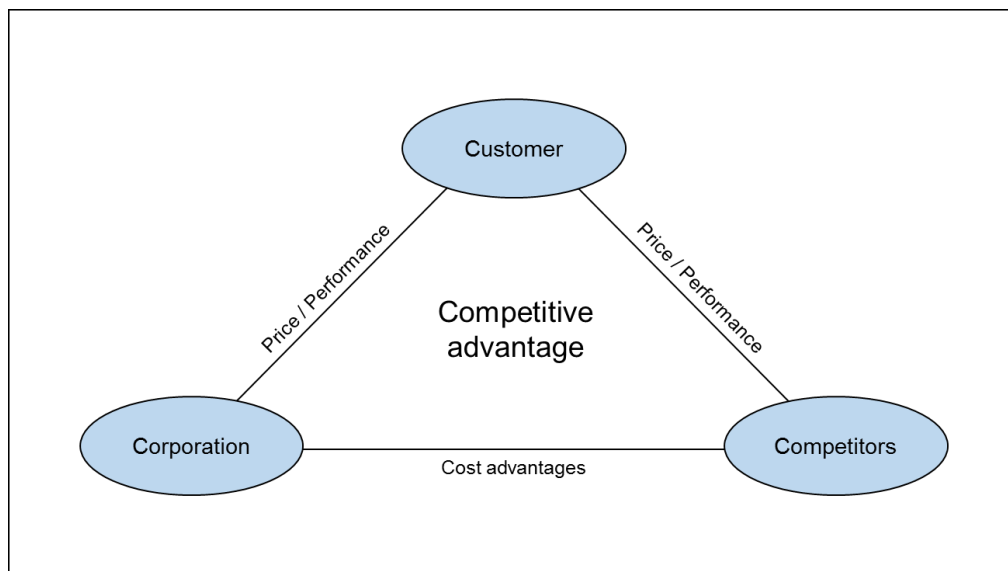 Customer
Price / Performance
Price / Performance
Competitive
advantage
Corporation
Competitors
Cost advantages